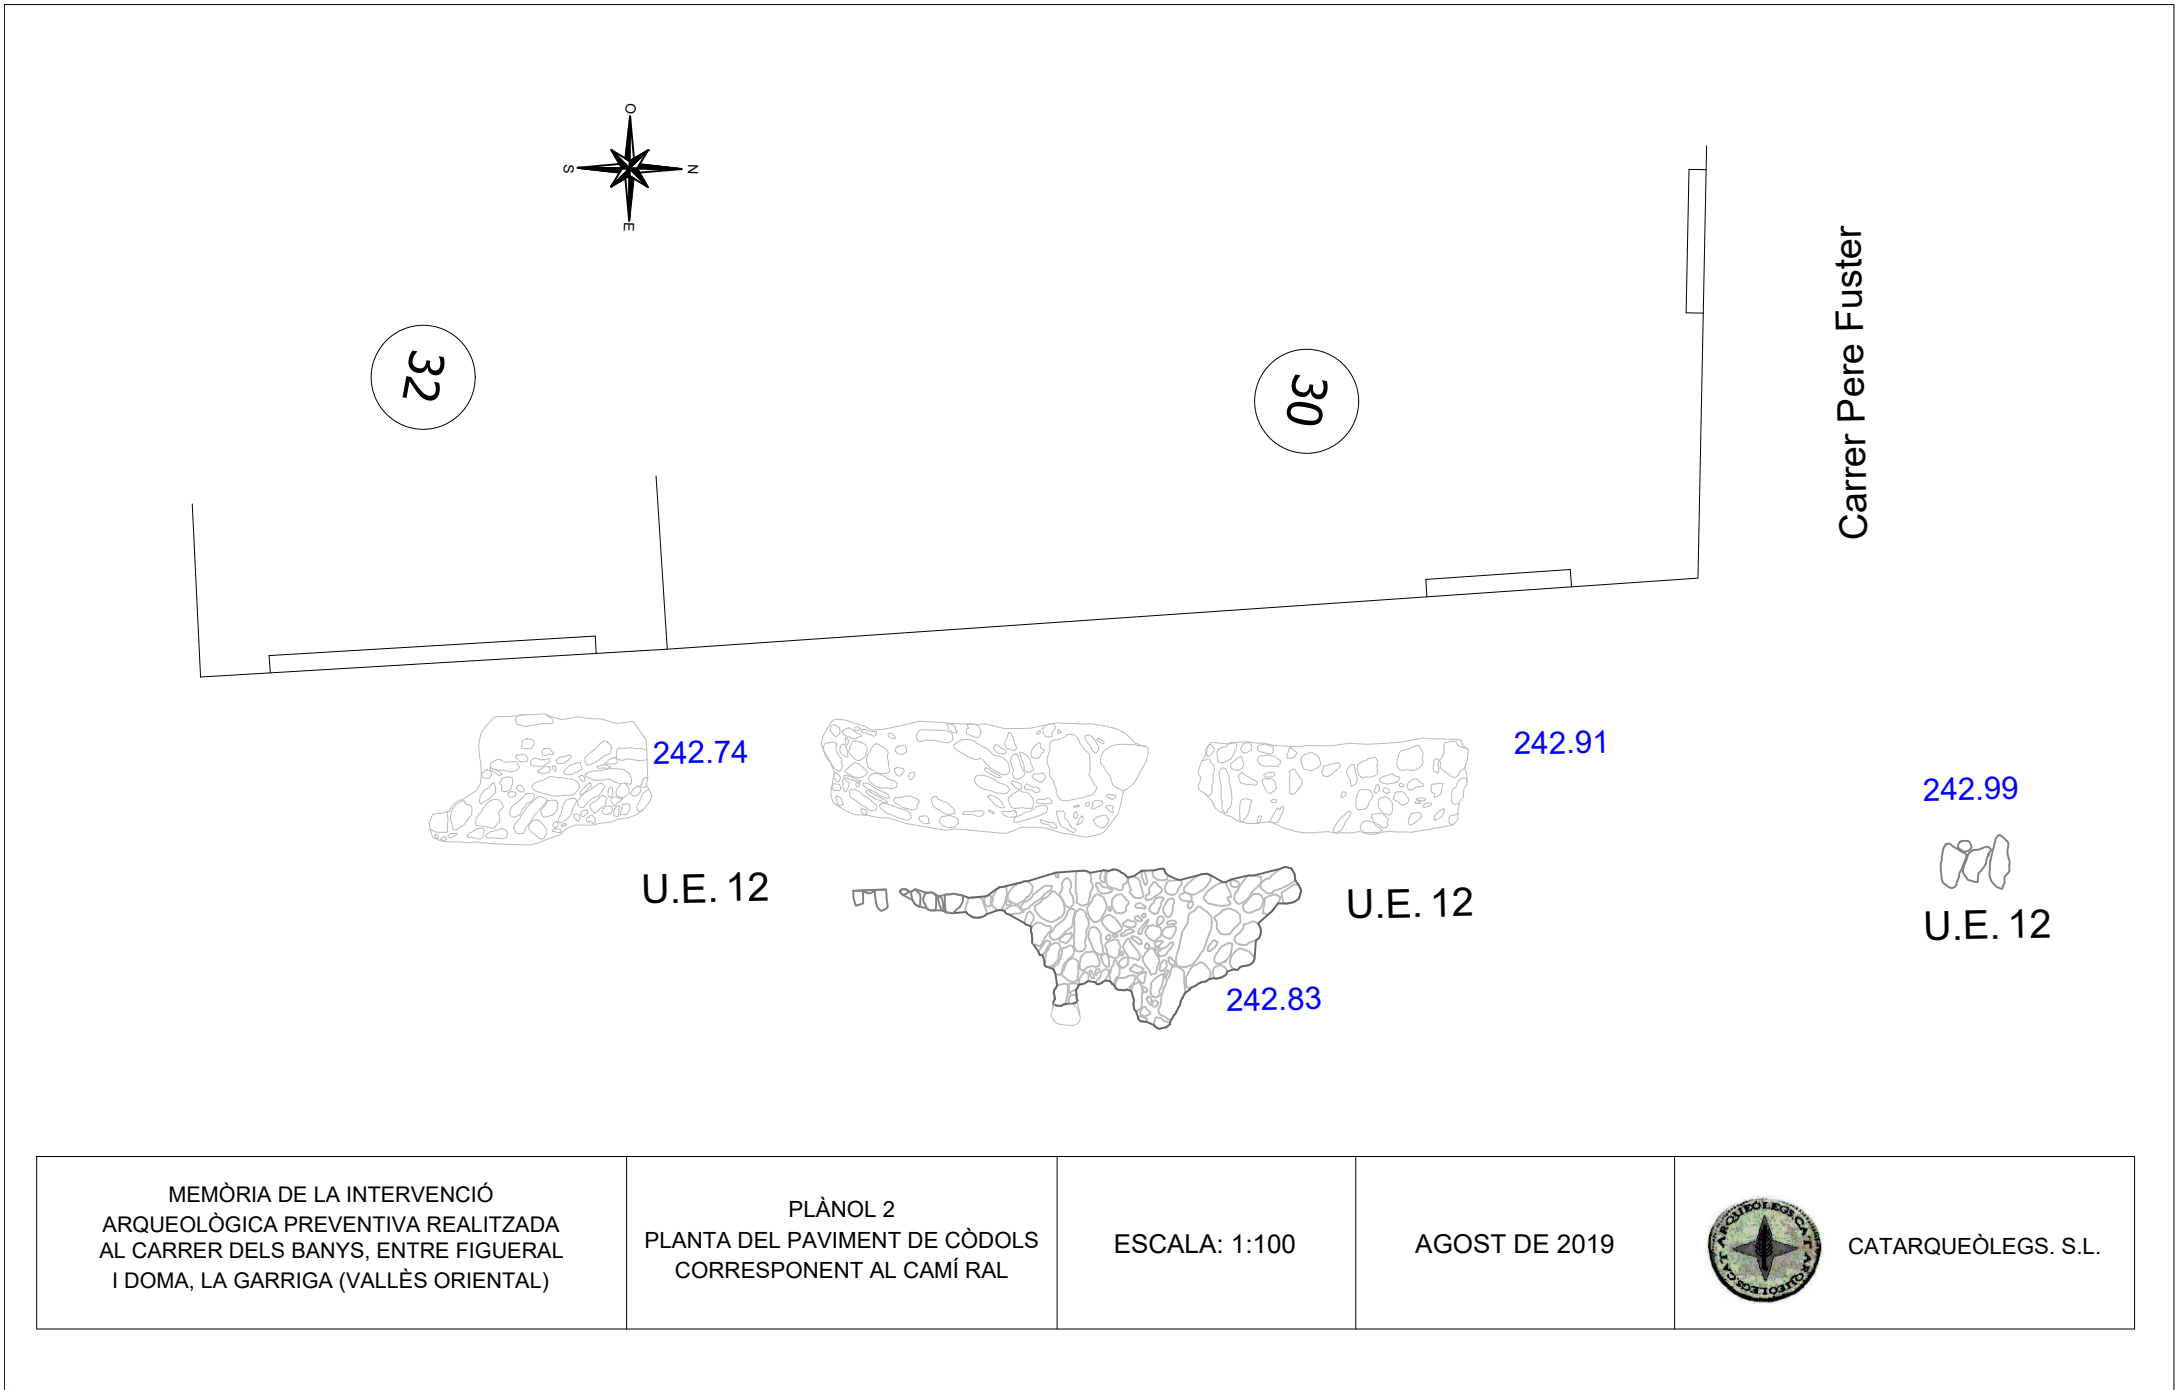 O
S
N
E
32
30
Carrer Pere Fuster
242.74
242.91
242.99
U.E. 12
U.E. 12
U.E. 12
242.83
MEMÒRIA DE LA INTERVENCIÓ
ARQUEOLÒGICA PREVENTIVA REALITZADA
AL CARRER DELS BANYS, ENTRE FIGUERAL
I DOMA, LA GARRIGA (VALLÈS ORIENTAL)
PLÀNOL 2
PLANTA DEL PAVIMENT DE CÒDOLS
CORRESPONENT AL CAMÍ RAL
ESCALA: 1:100
AGOST DE 2019
CATARQUEÒLEGS. S.L.